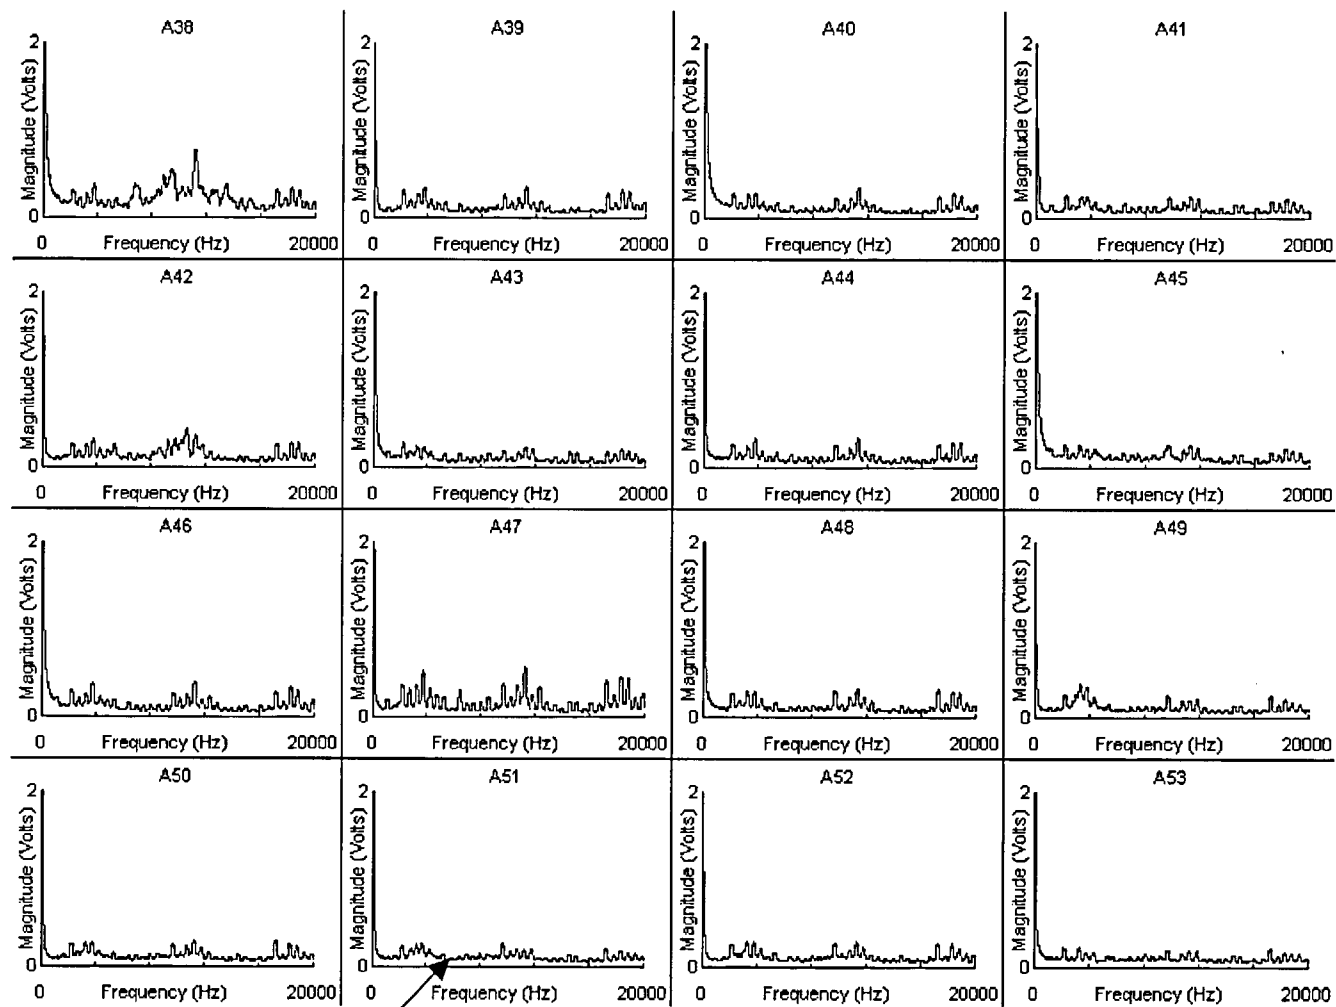 A38
2
Magnitude (Volts)
0
0 Frequency (Hz) 20000
A39
2
Magnitude (Volts)
0
0 Frequency (Hz) 20000
A40
2
Magnitude (Volts)
0
0 Frequency (Hz) 20000
A41
2
Magnitude (Volts)
0
0 Frequency (Hz) 20000
A42
2
Magnitude (Volts)
0
0 Frequency (Hz) 20000
A43
2
Magnitude (Volts)
0
0 Frequency (Hz) 20000
A44
2
Magnitude (Volts)
0
0 Frequency (Hz) 20000
A45
2
Magnitude (Volts)
0
0 Frequency (Hz) 20000
A46
2
Magnitude (Volts)
0
0 Frequency (Hz) 20000
A47
2
Magnitude (Volts)
0
0 Frequency (Hz) 20000
A48
2
Magnitude (Volts)
0
0 Frequency (Hz) 20000
A49
2
Magnitude (Volts)
0
0 Frequency (Hz) 20000
A50
2
Magnitude (Volts)
0
0 Frequency (Hz) 20000
A51
2
Magnitude (Volts)
0
0 Frequency (Hz) 20000
A52
2
Magnitude (Volts)
0
0 Frequency (Hz) 20000
A53
2
Magnitude (Volts)
0
0 Frequency (Hz) 20000